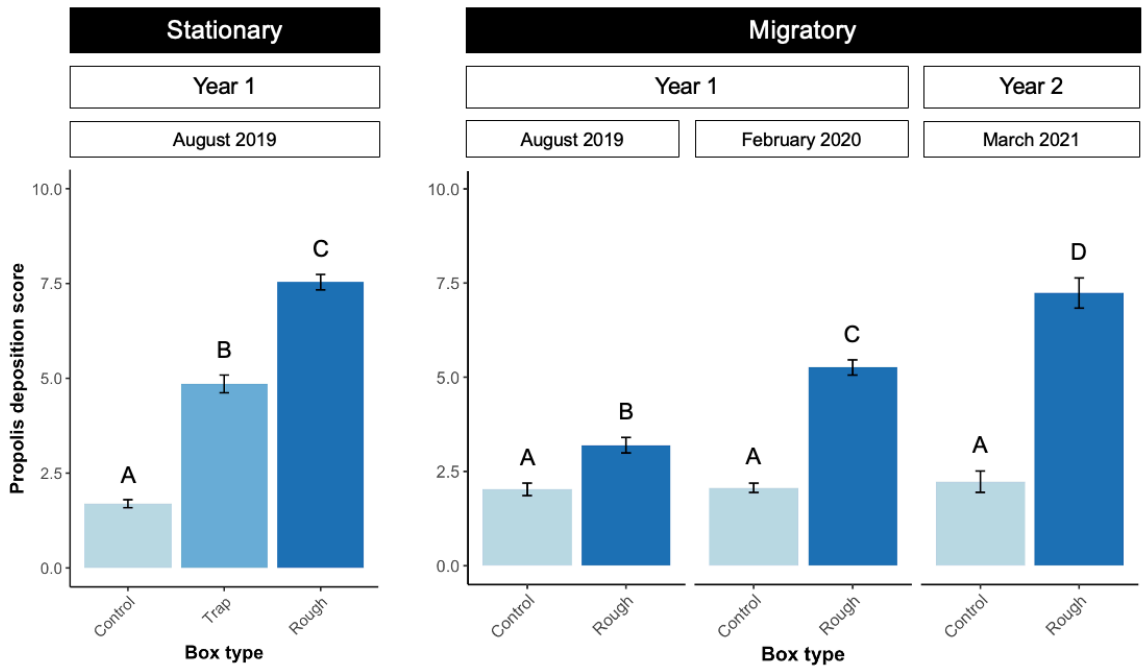 Stationary
Migratory
Year 1
Year 1
Year 2
August 2019
August 2019
February 2020
March 2021
Propolis deposition score
10.0
7.5
5.0
2.5
0.0
A
B
C
Control
Trap
Rough
Box type
10.0
7.5
5.0
2.5
0.0
A
B
A
C
A
D
Control
Rough
Control
Rough
Control
Rough
Box type